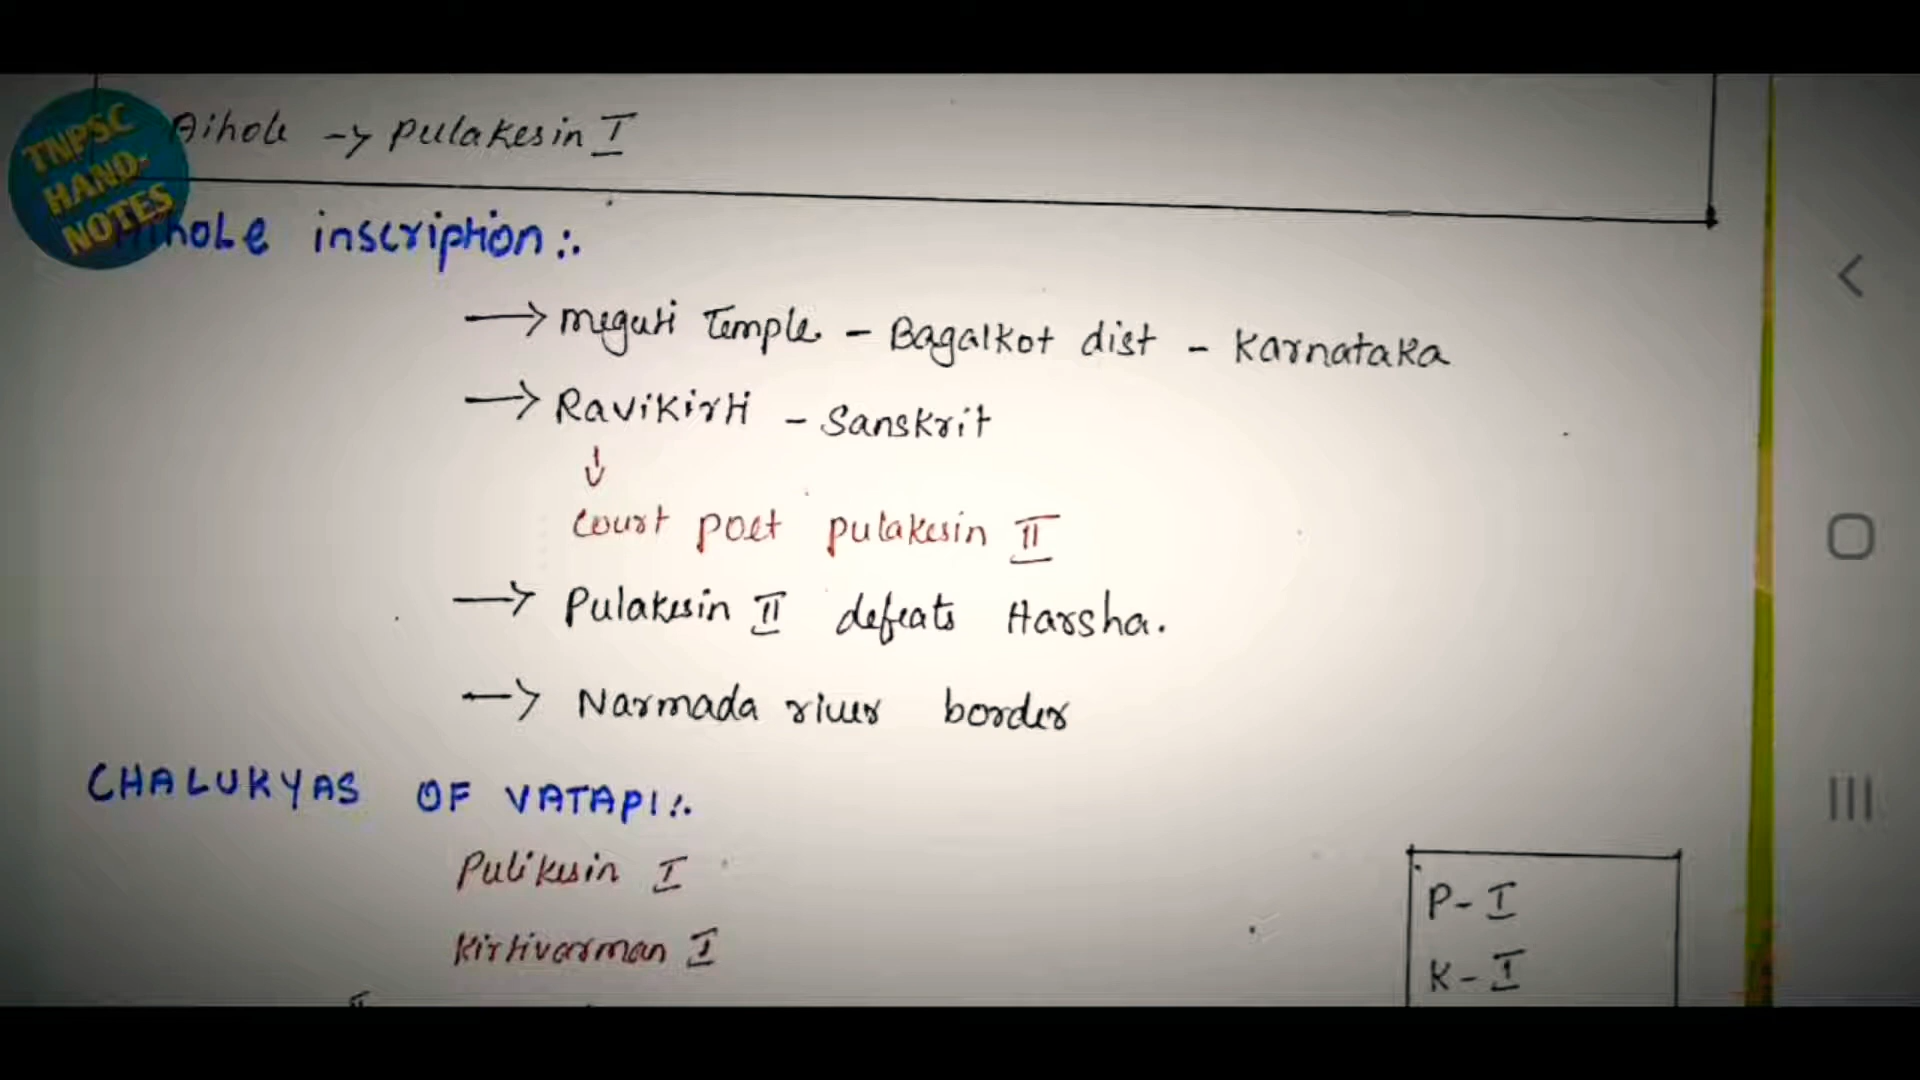 Aihole → Pulakesin I
TNPSC
HAND-
NOTES
Aihole inscription :.
→ Meguti Temple - Bagalkot dist - Karnataka
→ Ravikirti - Sanskrit
↓
Court poet pulakesin II
→ Pulakesin II defeats Harsha.
→ Narmada river border
CHALUKYAS OF VATAPI :.
Pulikesin I
Kirtivarman I
P - I
K - I